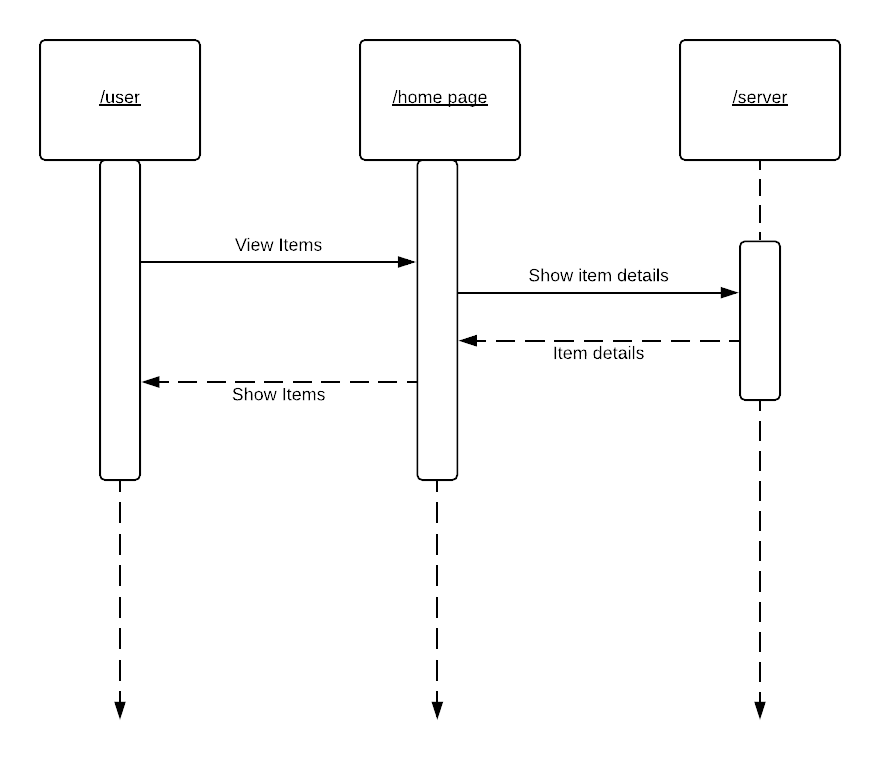 /user
/home page
/server
View Items
Show item details
Item details
Show Items